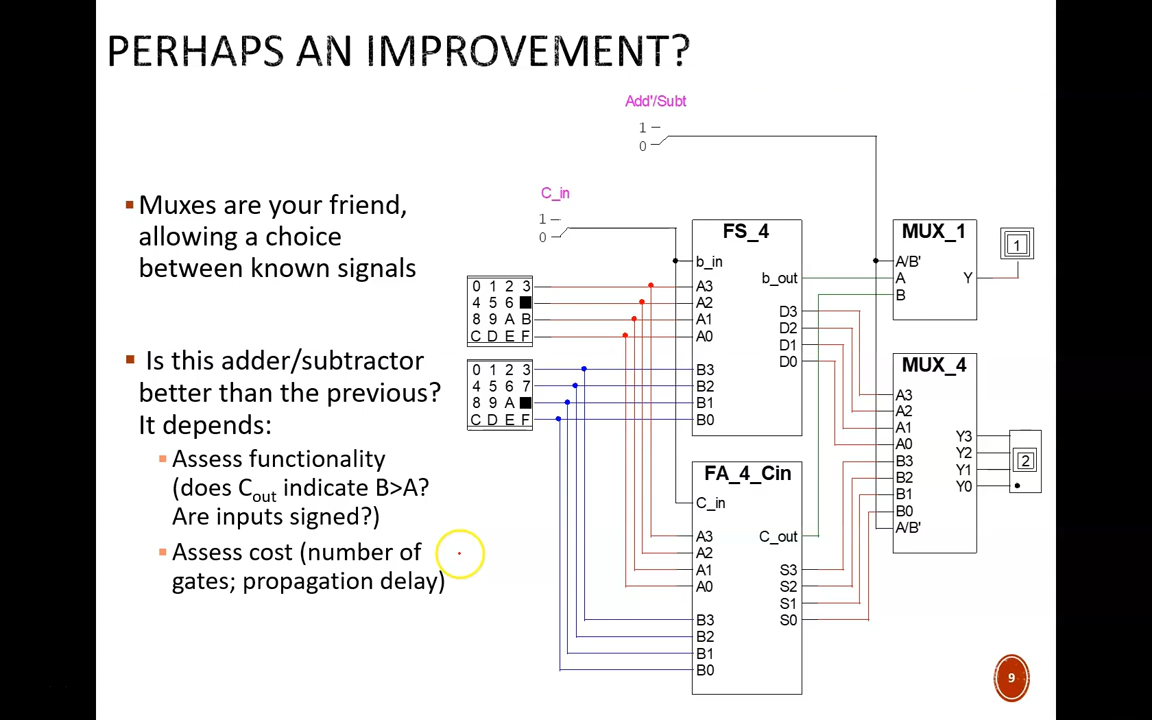 PERHAPS AN IMPROVEMENT?
Muxes are your friend,
allowing a choice
between known signals
Is this adder/subtractor
better than the previous?
It depends:
Assess functionality
(does Cout indicate B>A?
Are inputs signed?)
Assess cost (number of
gates; propagation delay)
Add'/Subt
1
0
C_in
1
0
0 1 2 3
4 5 6
8 9 A B
C D E F
0 1 2 3
4 5 6 7
8 9 A
C D E F
FS_4
b_in
b_out
A3
A2
A1
A0
D3
D2
D1
D0
B3
B2
B1
B0
FA_4_Cin
C_in
A3
A2
A1
A0
C_out
S3
S2
S1
S0
B3
B2
B1
B0
MUX_1
A/B'
A
B
Y
1
MUX_4
A3
A2
A1
A0
B3
B2
B1
B0
A/B'
Y3
Y2
Y1
Y0
2
9